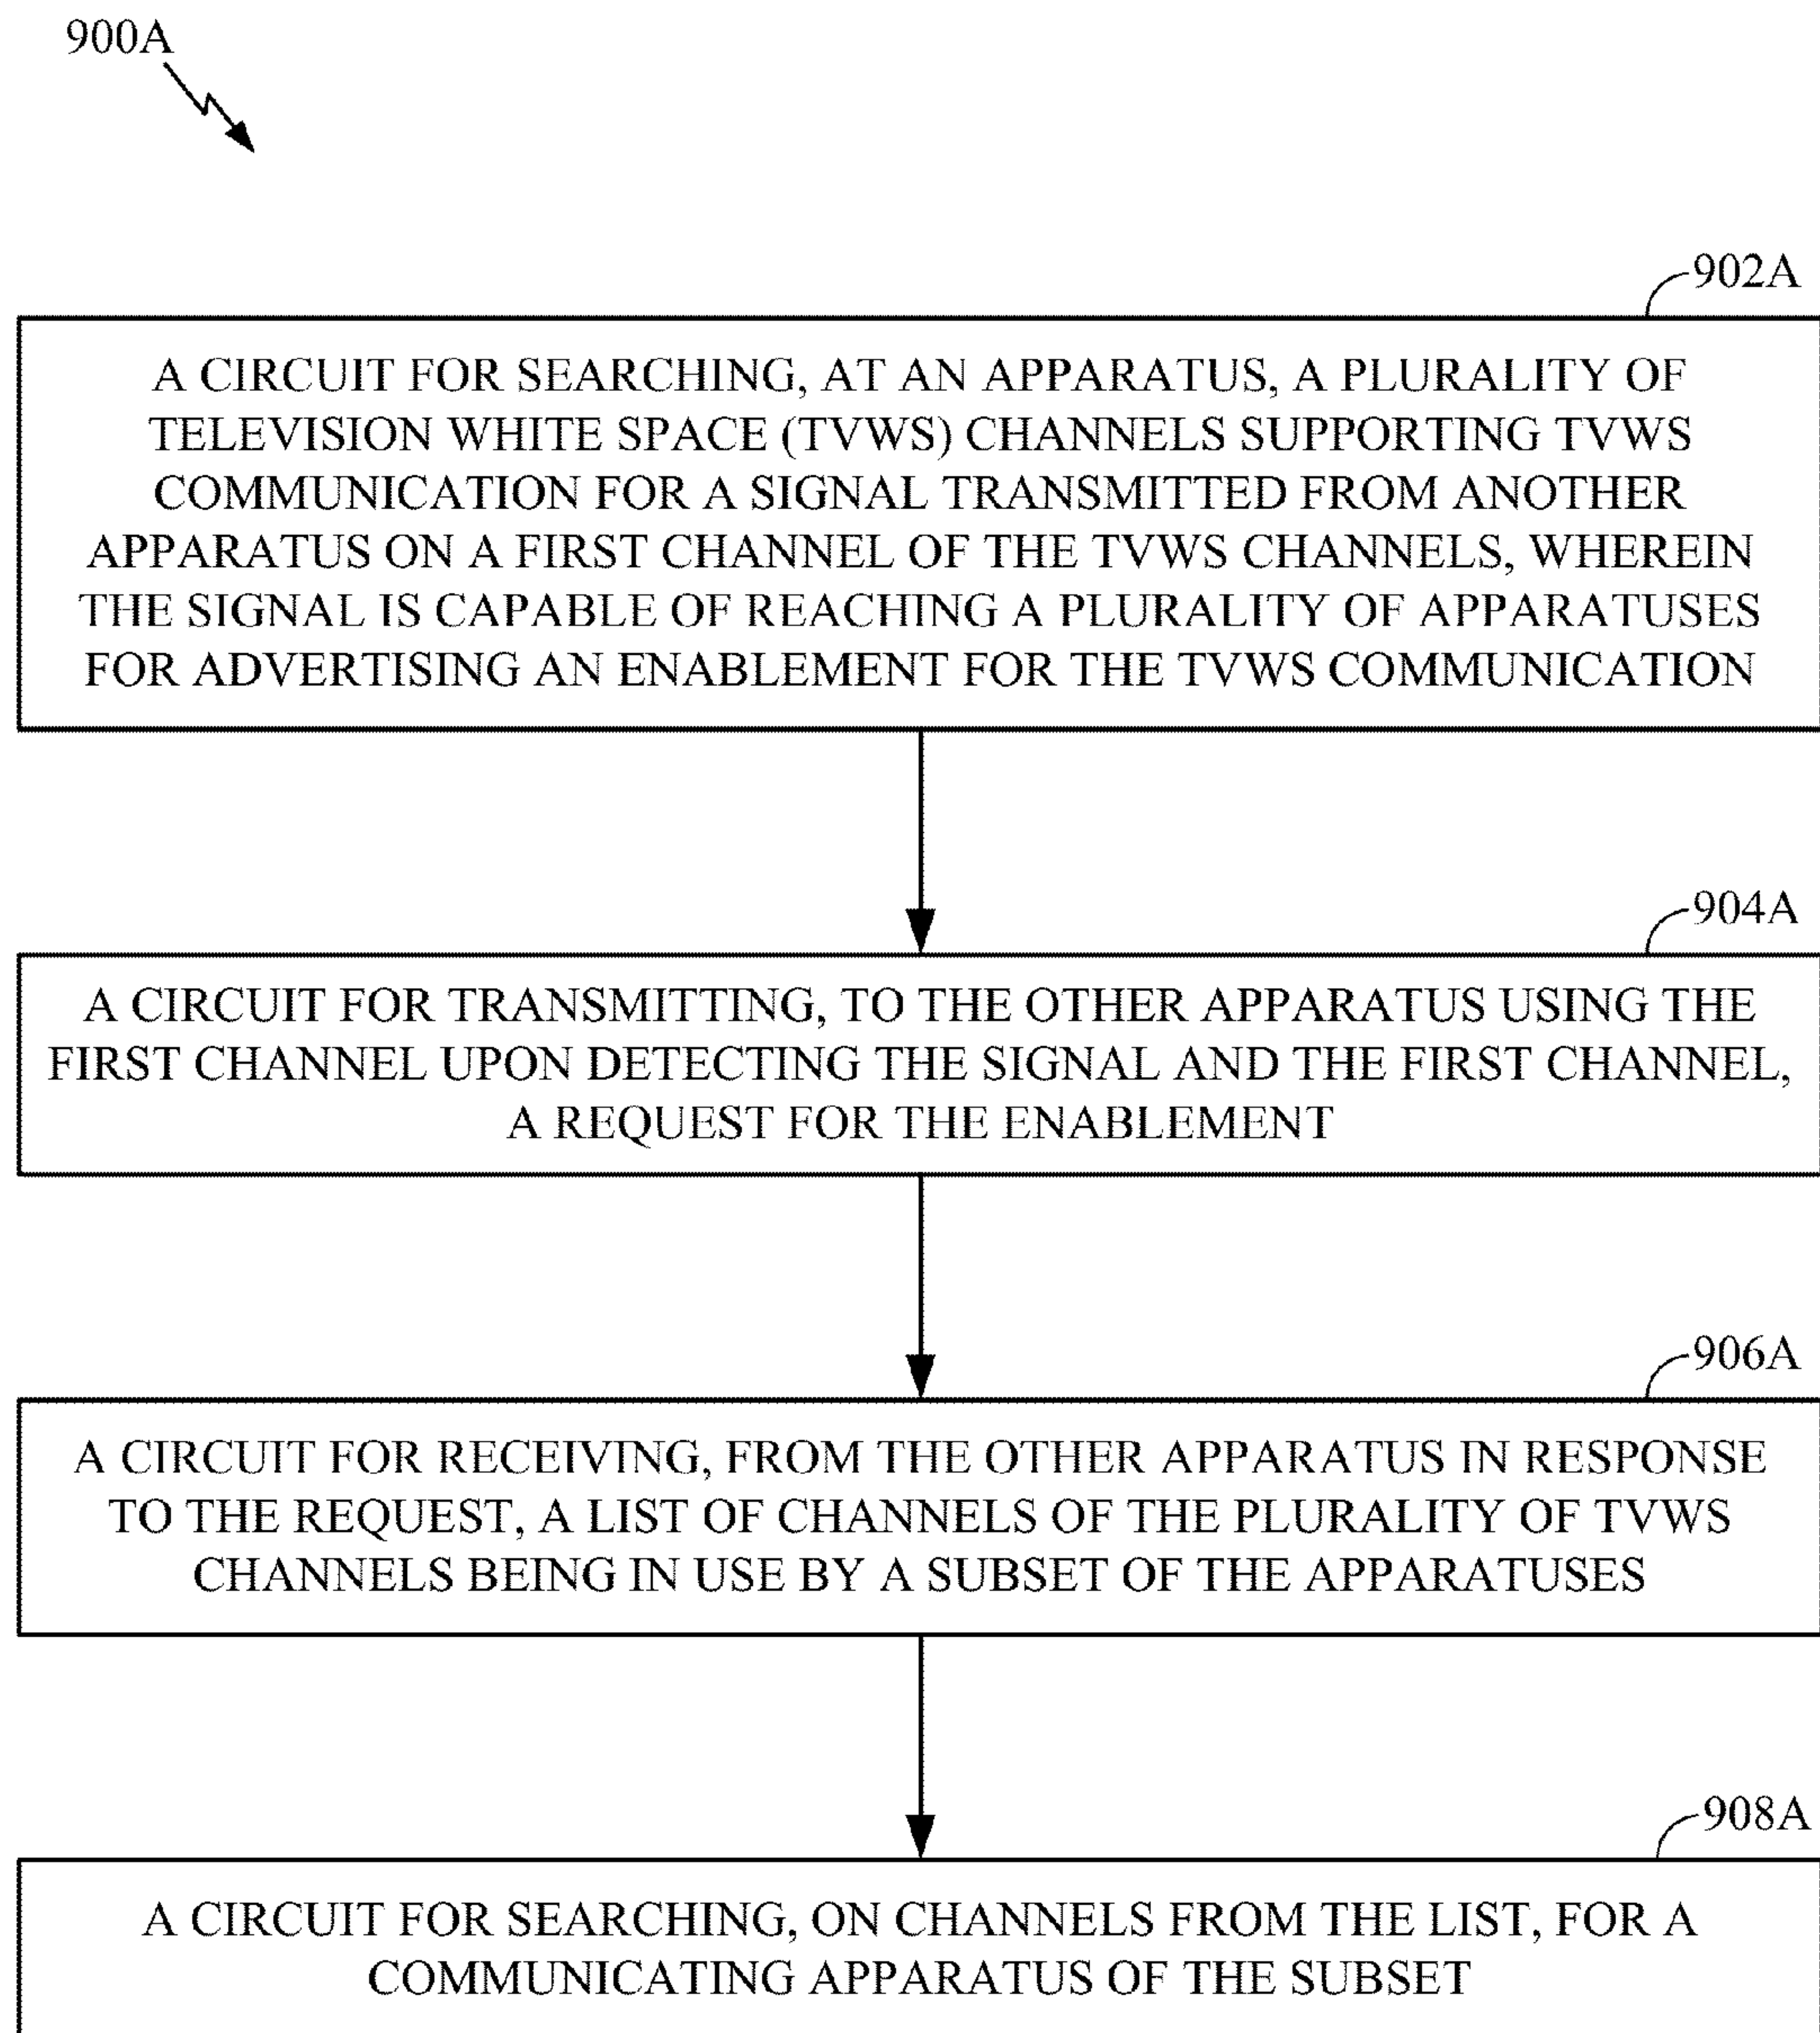 900A
902A
A CIRCUIT FOR SEARCHING, AT AN APPARATUS, A PLURALITY OF
TELEVISION WHITE SPACE (TVWS) CHANNELS SUPPORTING TVWS
COMMUNICATION FOR A SIGNAL TRANSMITTED FROM ANOTHER
APPARATUS ON A FIRST CHANNEL OF THE TVWS CHANNELS, WHEREIN
THE SIGNAL IS CAPABLE OF REACHING A PLURALITY OF APPARATUSES
FOR ADVERTISING AN ENABLEMENT FOR THE TVWS COMMUNICATION
904A
A CIRCUIT FOR TRANSMITTING, TO THE OTHER APPARATUS USING THE
FIRST CHANNEL UPON DETECTING THE SIGNAL AND THE FIRST CHANNEL,
A REQUEST FOR THE ENABLEMENT
906A
A CIRCUIT FOR RECEIVING, FROM THE OTHER APPARATUS IN RESPONSE
TO THE REQUEST, A LIST OF CHANNELS OF THE PLURALITY OF TVWS
CHANNELS BEING IN USE BY A SUBSET OF THE APPARATUSES
908A
A CIRCUIT FOR SEARCHING, ON CHANNELS FROM THE LIST, FOR A
COMMUNICATING APPARATUS OF THE SUBSET